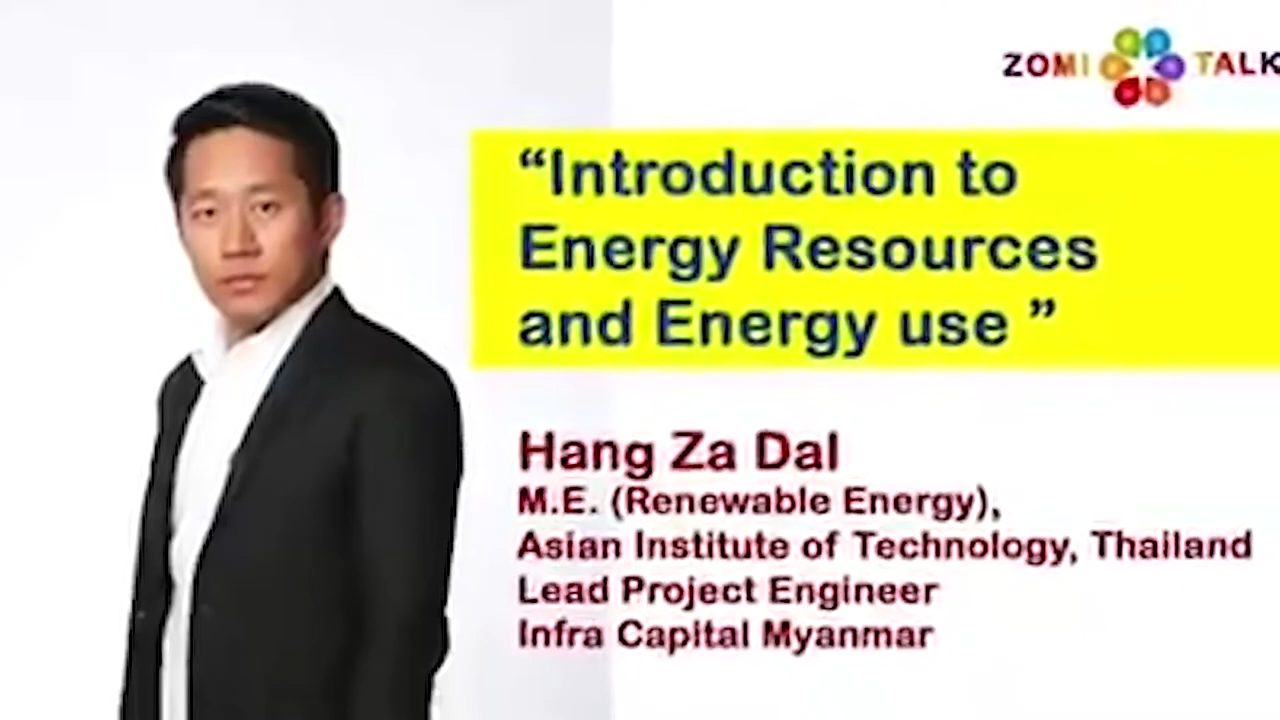 ZOMI TALK
“Introduction to
Energy Resources
and Energy use ”
Hang Za Dal
M.E. (Renewable Energy),
Asian Institute of Technology, Thailand
Lead Project Engineer
Infra Capital Myanmar